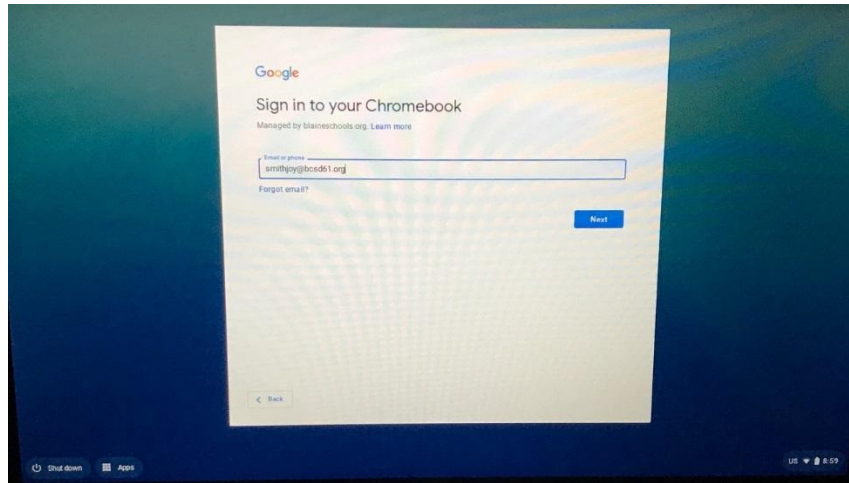 Google
Sign in to your Chromebook
Managed by blaineschools.org. Learn more
Email or phone
smithjoy@bcsd61.org
Forgot email?
Next
Back
Shut down Apps
US 8:59